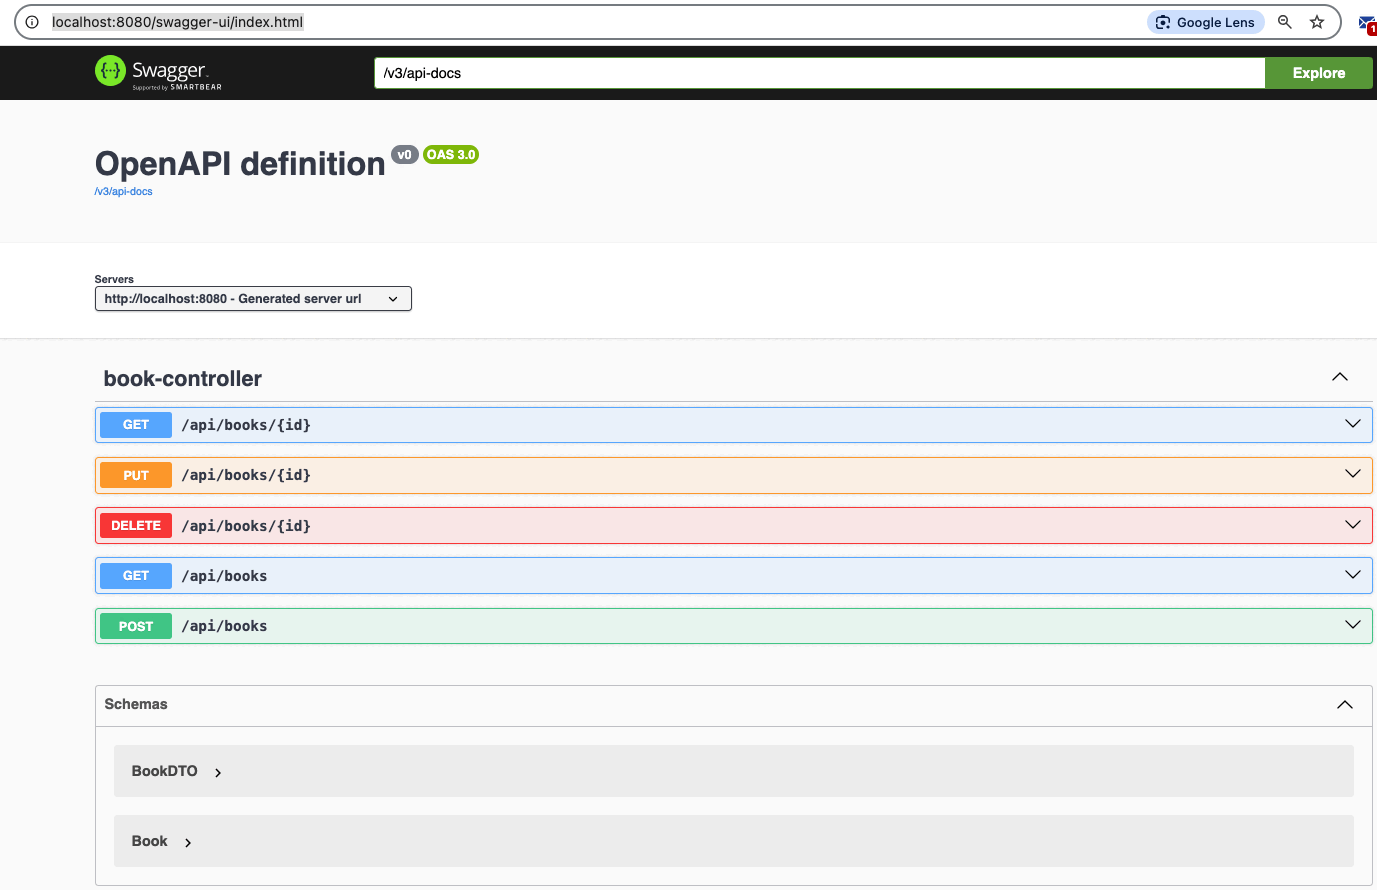 localhost:8080/swagger-ui/index.html
Google Lens
1
Swagger.
Supported by SMARTBEAR
/v3/api-docs
Explore
OpenAPI definition v0 OAS 3.0
/v3/api-docs
Servers
http://localhost:8080 - Generated server url
book-controller
GET /api/books/{id}
PUT /api/books/{id}
DELETE /api/books/{id}
GET /api/books
POST /api/books
Schemas
BookDTO
Book